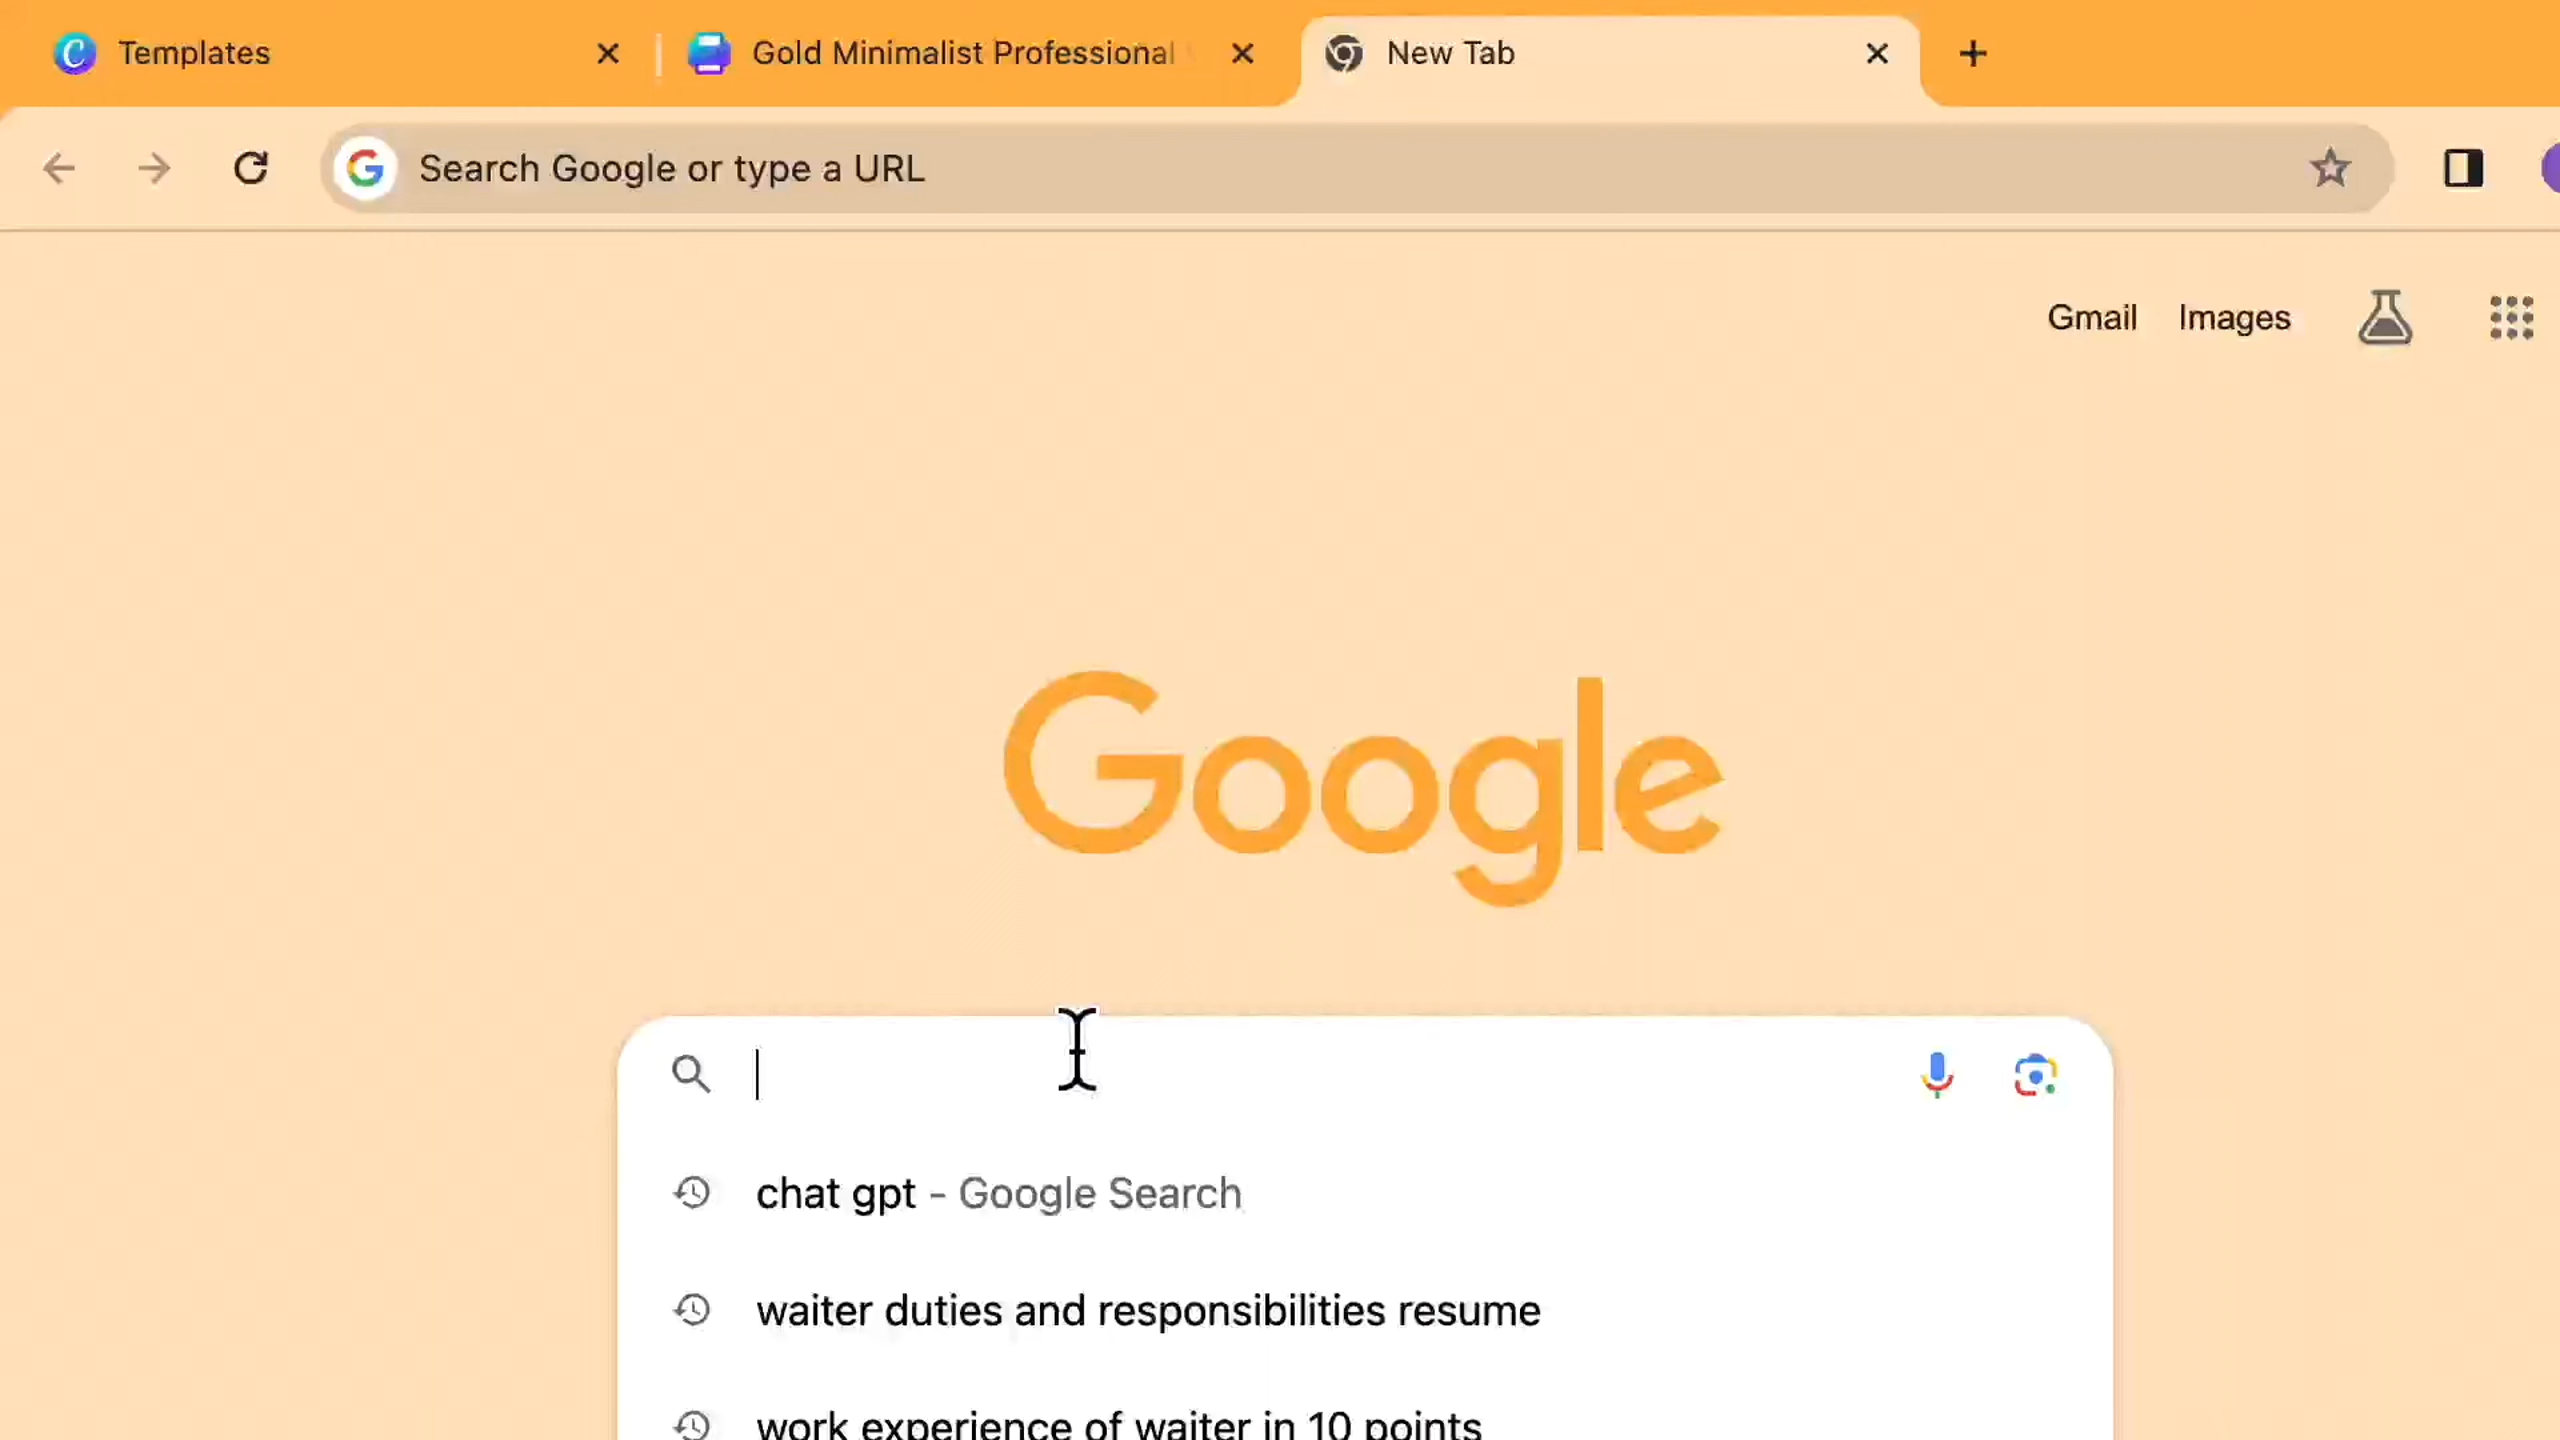 Templates
Gold Minimalist Professional
New Tab
Search Google or type a URL
Gmail Images
Google
chat gpt - Google Search
waiter duties and responsibilities resume
work experience of waiter in 10 points